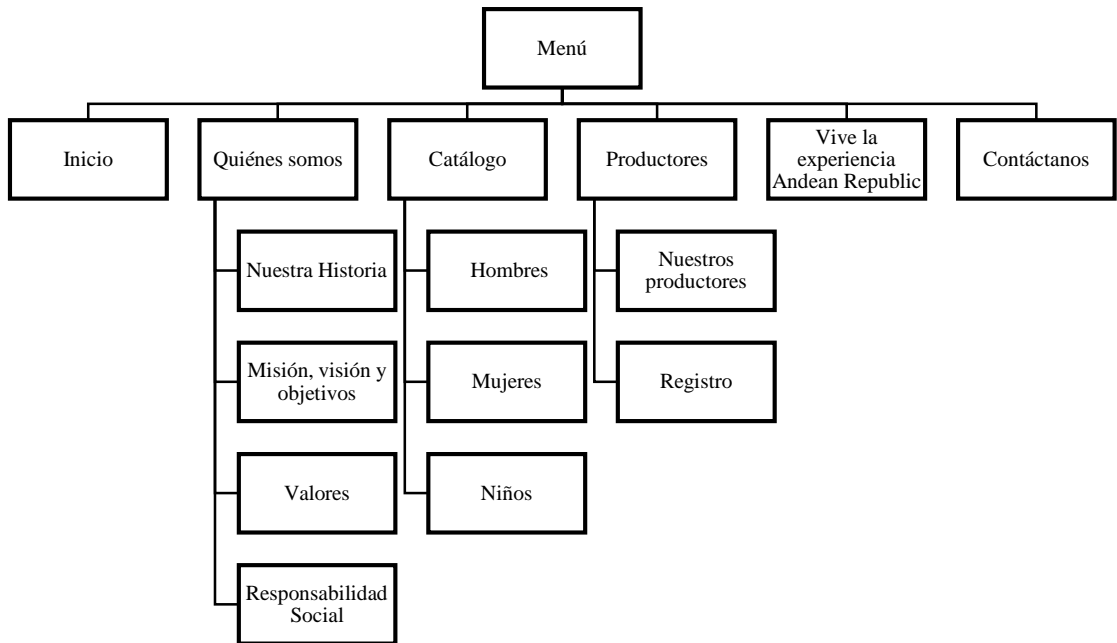 Menú
Inicio
Quiénes somos
Catálogo
Productores
Vive la
experiencia
Andean Republic
Contáctanos
Nuestra Historia
Misión, visión y
objetivos
Valores
Responsabilidad
Social
Hombres
Mujeres
Niños
Nuestros
productores
Registro